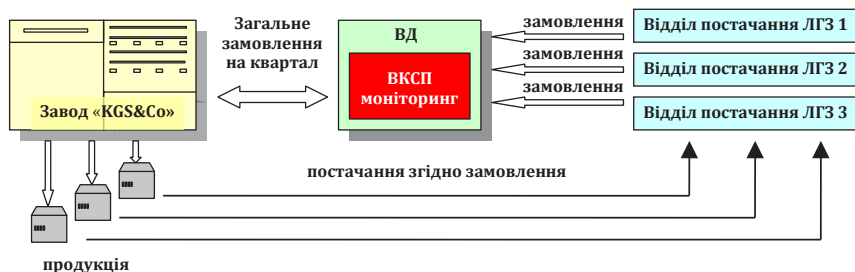 Загальне
замовлення
на квартал
Завод «KGS&Co»
ВД
ВКСП
моніторинг
замовлення
замовлення
замовлення
Відділ постачання ЛГЗ 1
Відділ постачання ЛГЗ 2
Відділ постачання ЛГЗ 3
постачання згідно замовлення
продукція